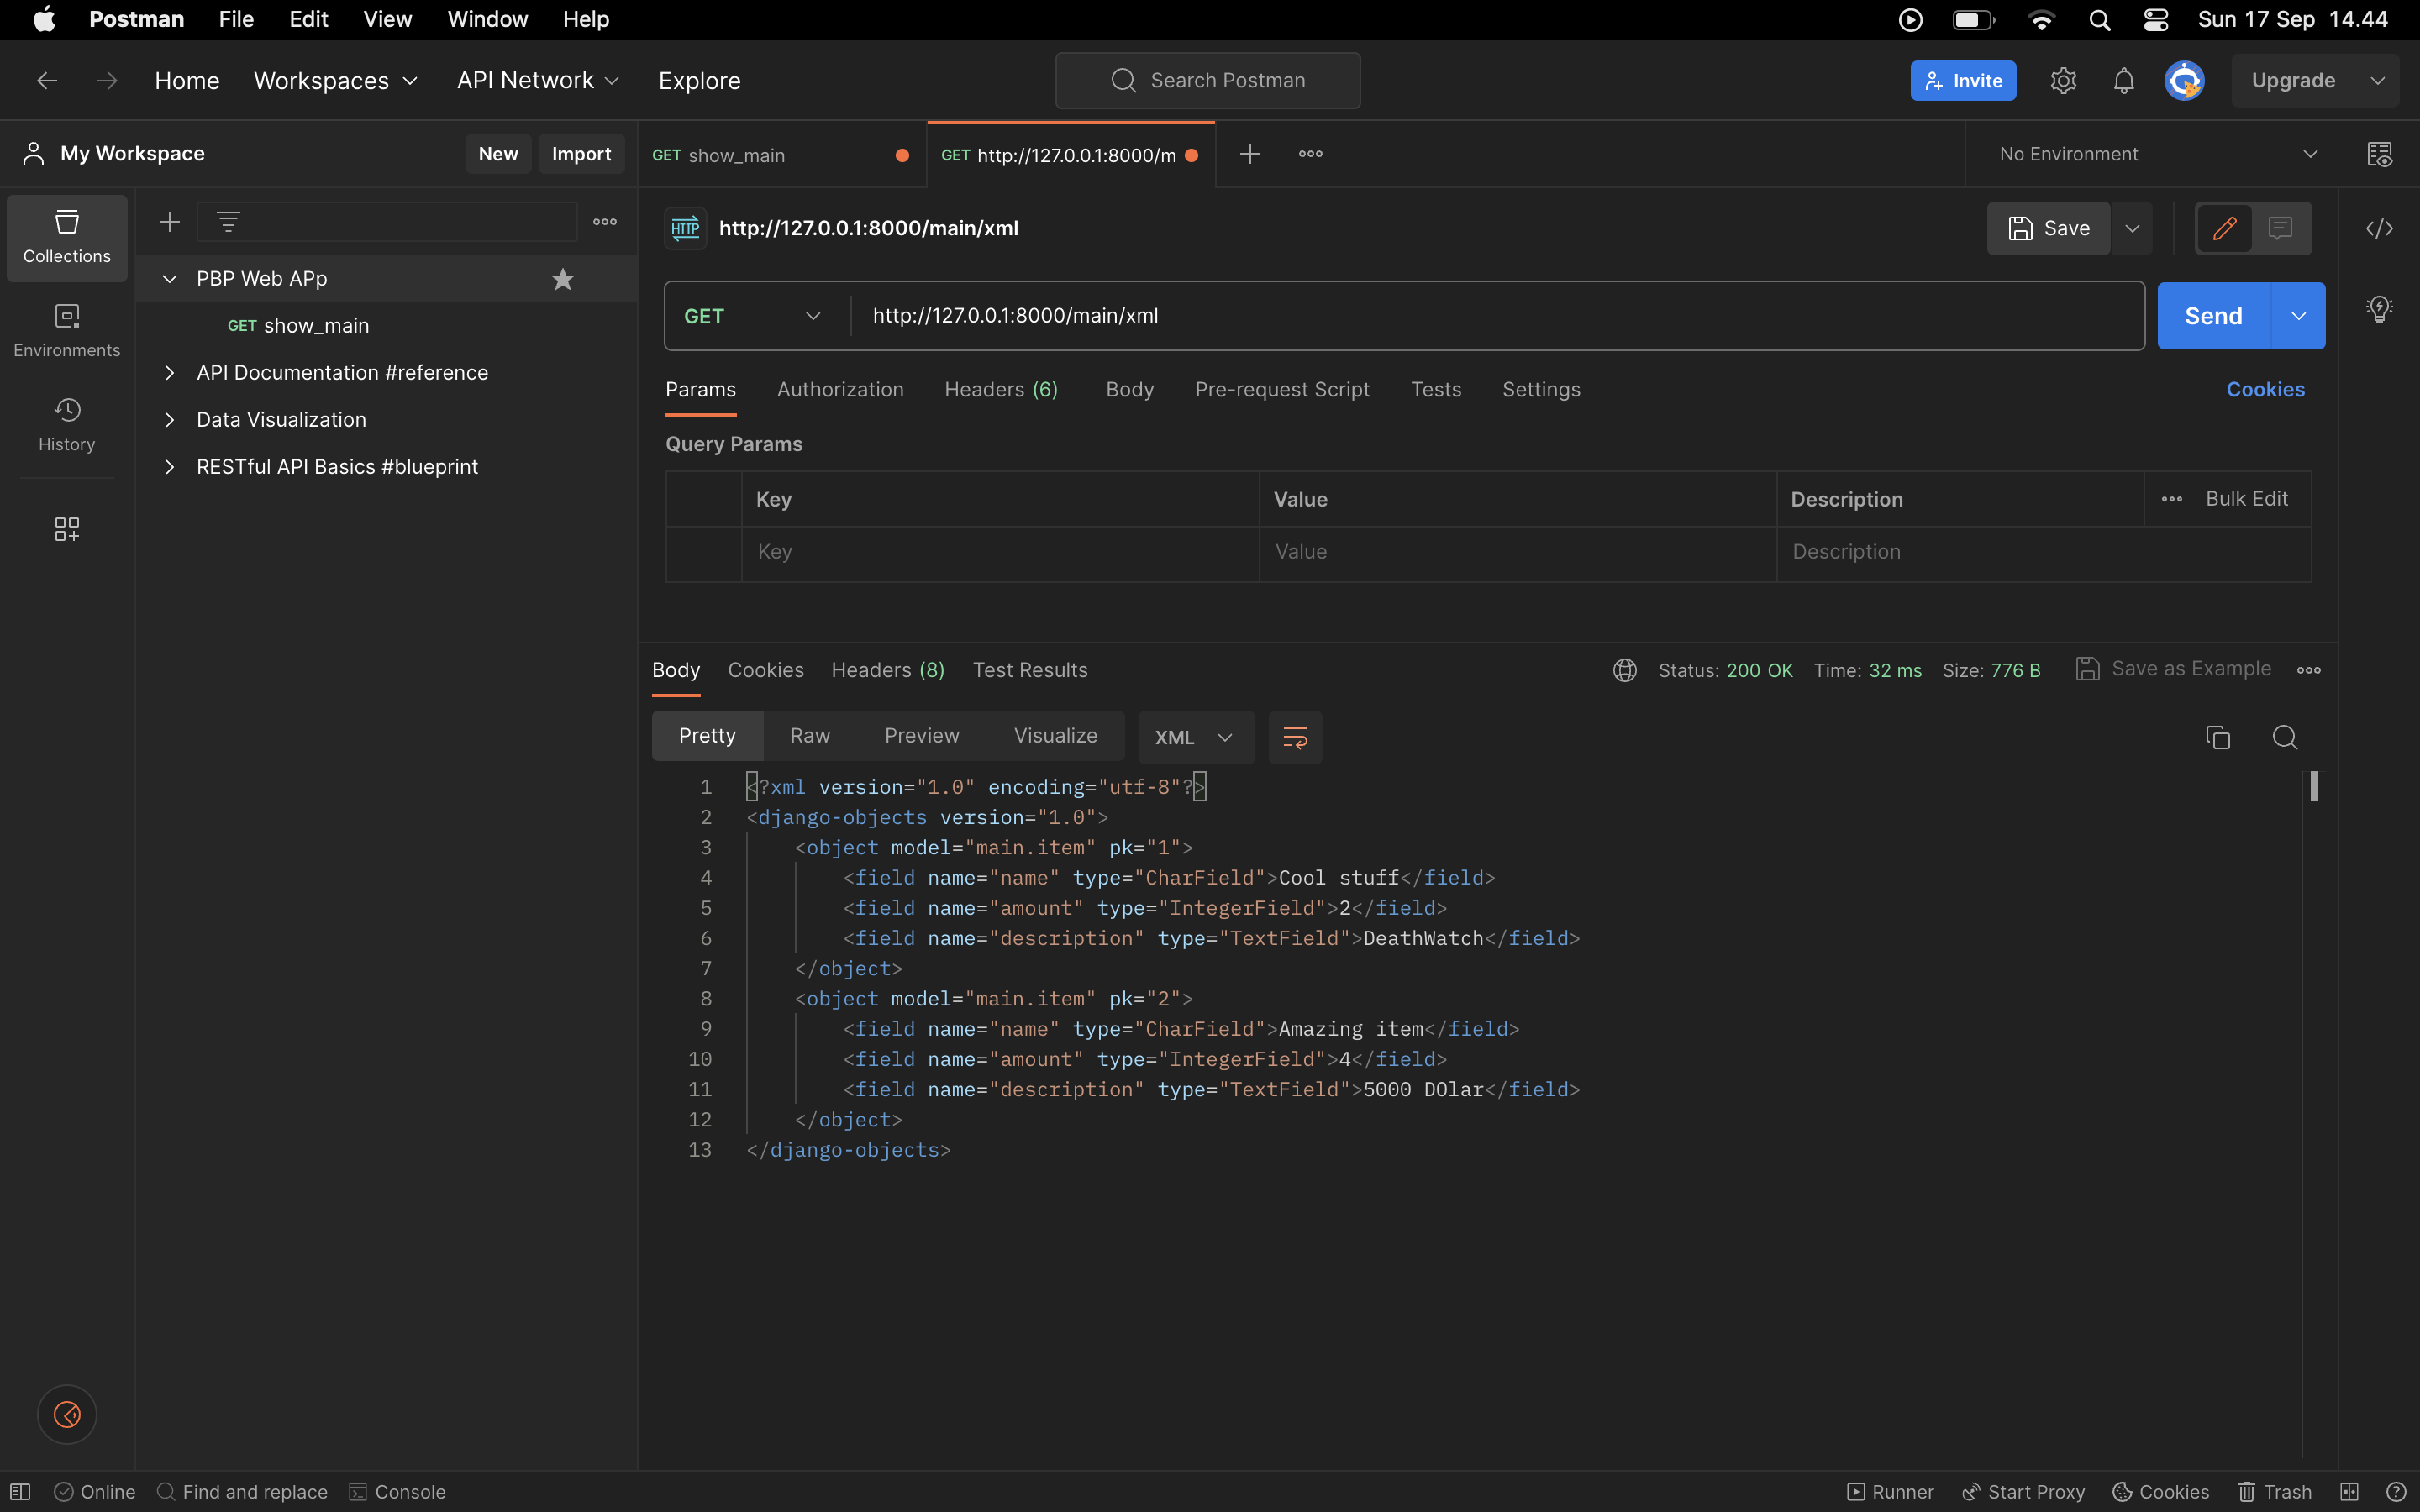 Postman File Edit View Window Help Sun 17 Sep 14.44
Home Workspaces API Network Explore Search Postman Invite Upgrade
My Workspace New Import GET show_main GET http://127.0.0.1:8000/m No Environment
Collections
Environments
History
PBP Web APp
GET show_main
API Documentation #reference
Data Visualization
RESTful API Basics #blueprint
HTTP http://127.0.0.1:8000/main/xml Save
GET http://127.0.0.1:8000/main/xml Send
Params Authorization Headers (6) Body Pre-request Script Tests Settings Cookies
Query Params
Key Value Description Bulk Edit
Key Value Description
Body Cookies Headers (8) Test Results Status: 200 OK Time: 32 ms Size: 776 B Save as Example
Pretty Raw Preview Visualize XML
1 <?xml version="1.0" encoding="utf-8"?>
2 <django-objects version="1.0">
3 <object model="main.item" pk="1">
4 <field name="name" type="CharField">Cool stuff</field>
5 <field name="amount" type="IntegerField">2</field>
6 <field name="description" type="TextField">DeathWatch</field>
7 </object>
8 <object model="main.item" pk="2">
9 <field name="name" type="CharField">Amazing item</field>
10 <field name="amount" type="IntegerField">4</field>
11 <field name="description" type="TextField">5000 DOlar</field>
12 </object>
13 </django-objects>
Online Find and replace Console Runner Start Proxy Cookies Trash